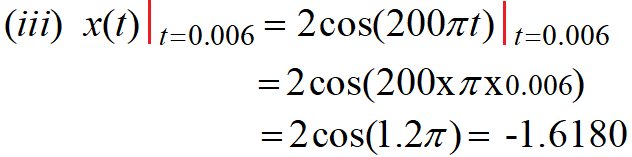 (iii) x(t)|t=0.006 = 2cos(200πt)|t=0.006
=2cos(200xπx0.006)
=2cos(1.2π)= -1.6180